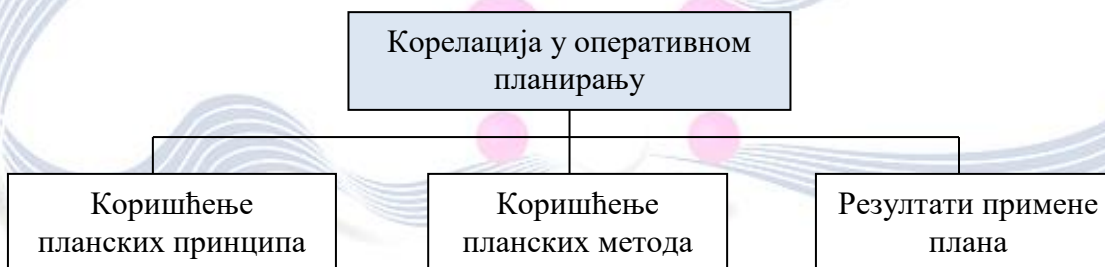 Корелација у оперативном
планирању
Коришћење
планских принципа
Коришћење
планских метода
Резултати примене
плана